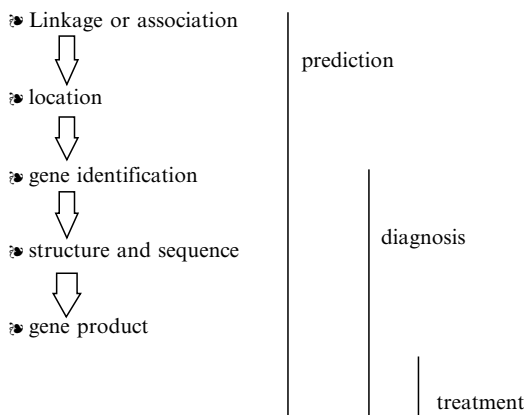 ❧ Linkage or association
❧ location
❧ gene identification
❧ structure and sequence
❧ gene product
prediction
diagnosis
treatment